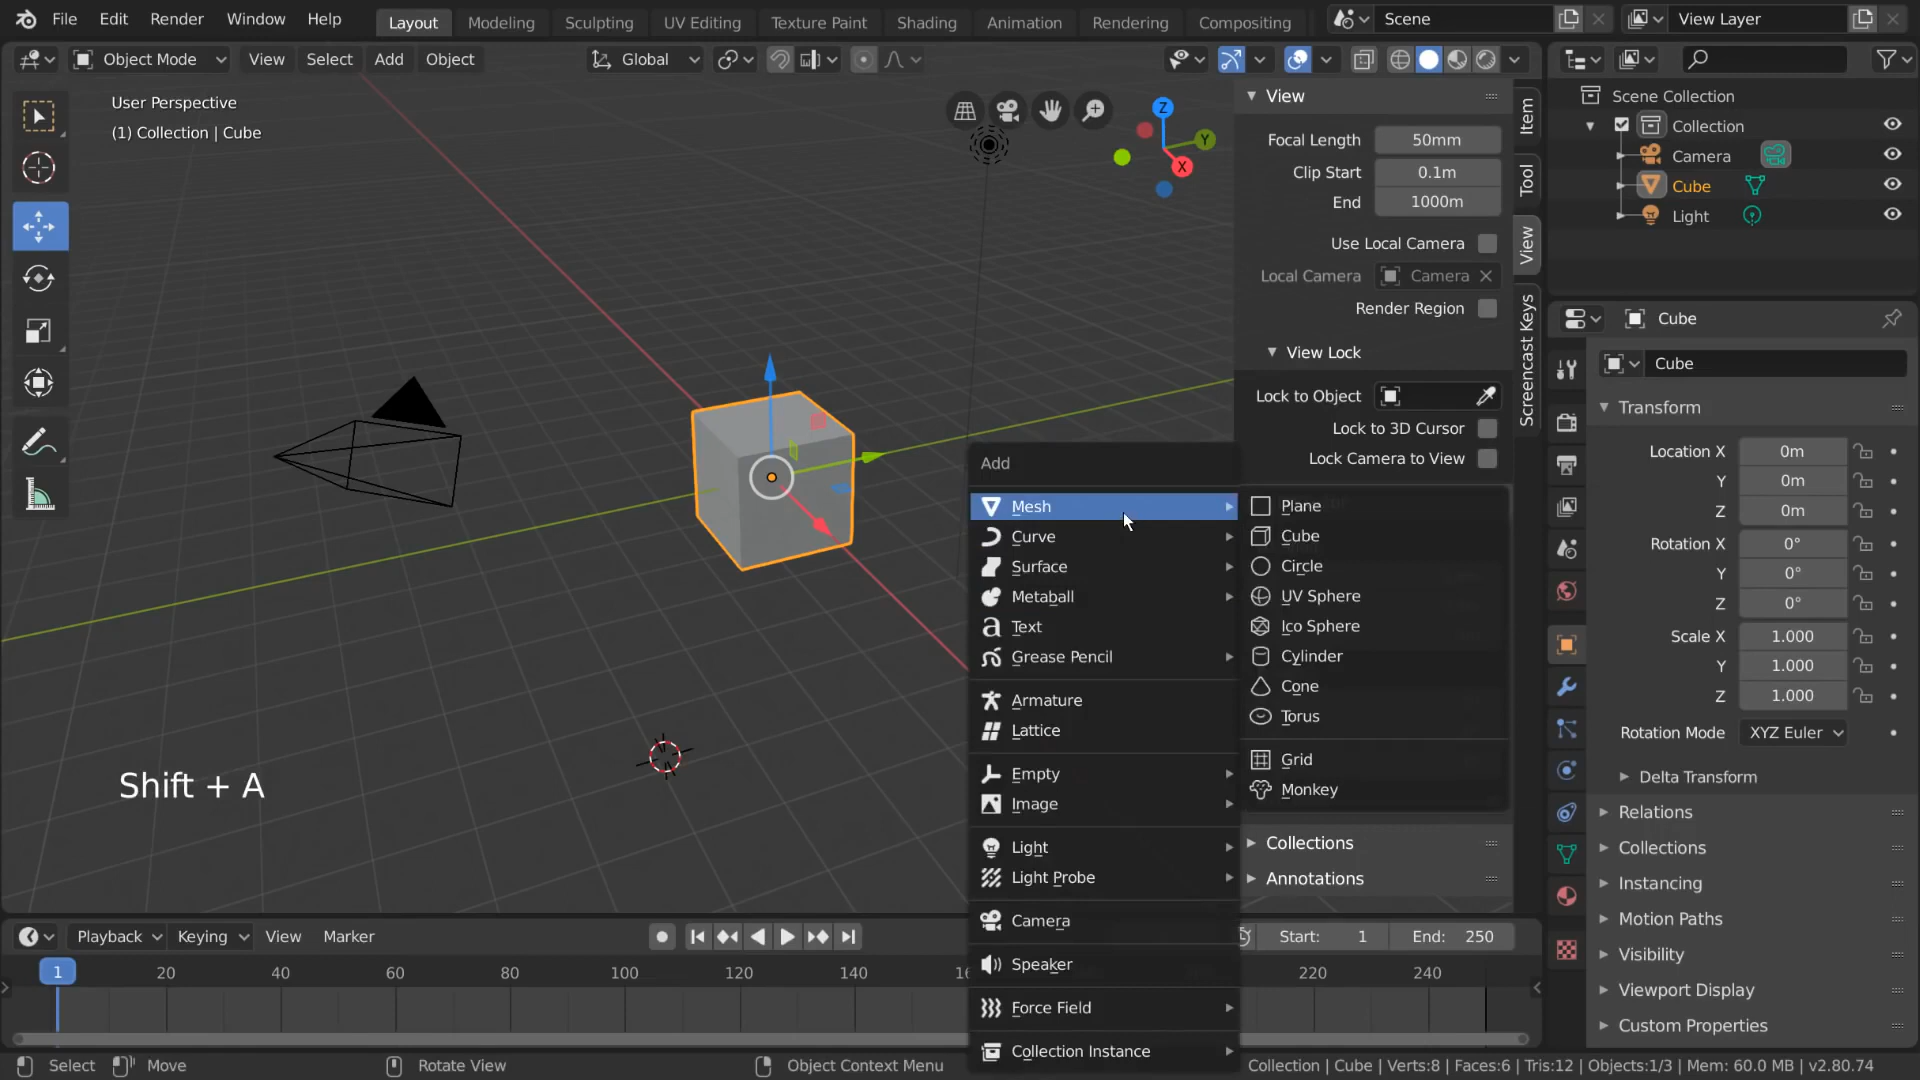 File Edit Render Window Help Layout Modeling Sculpting UV Editing Texture Paint Shading Animation Rendering Compositing Scene View Layer
Object Mode View Select Add Object Global
User Perspective
(1) Collection | Cube
Z
Y
X
View
Focal Length 50mm
Clip Start 0.1m
End 1000m
Use Local Camera
Local Camera Camera
Render Region
View Lock
Lock to Object
Lock to 3D Cursor
Lock Camera to View
Collections
Annotations
Item
Tool
View
Screencast Keys
Add
Mesh
Curve
Surface
Metaball
Text
Grease Pencil
Armature
Lattice
Empty
Image
Light
Light Probe
Camera
Speaker
Force Field
Collection Instance
Plane
Cube
Circle
UV Sphere
Ico Sphere
Cylinder
Cone
Torus
Grid
Monkey
Shift + A
Scene Collection
Collection
Camera
Cube
Light
Cube
Cube
Transform
Location X 0m
Y 0m
Z 0m
Rotation X 0°
Y 0°
Z 0°
Scale X 1.000
Y 1.000
Z 1.000
Rotation Mode XYZ Euler
Delta Transform
Relations
Collections
Instancing
Motion Paths
Visibility
Viewport Display
Custom Properties
Playback Keying View Marker Start: 1 End: 250
1 20 40 60 80 100 120 140 220 240
Select Move Rotate View Object Context Menu Collection | Cube | Verts:8 | Faces:6 | Tris:12 | Objects:1/3 | Mem: 60.0 MB | v2.80.74